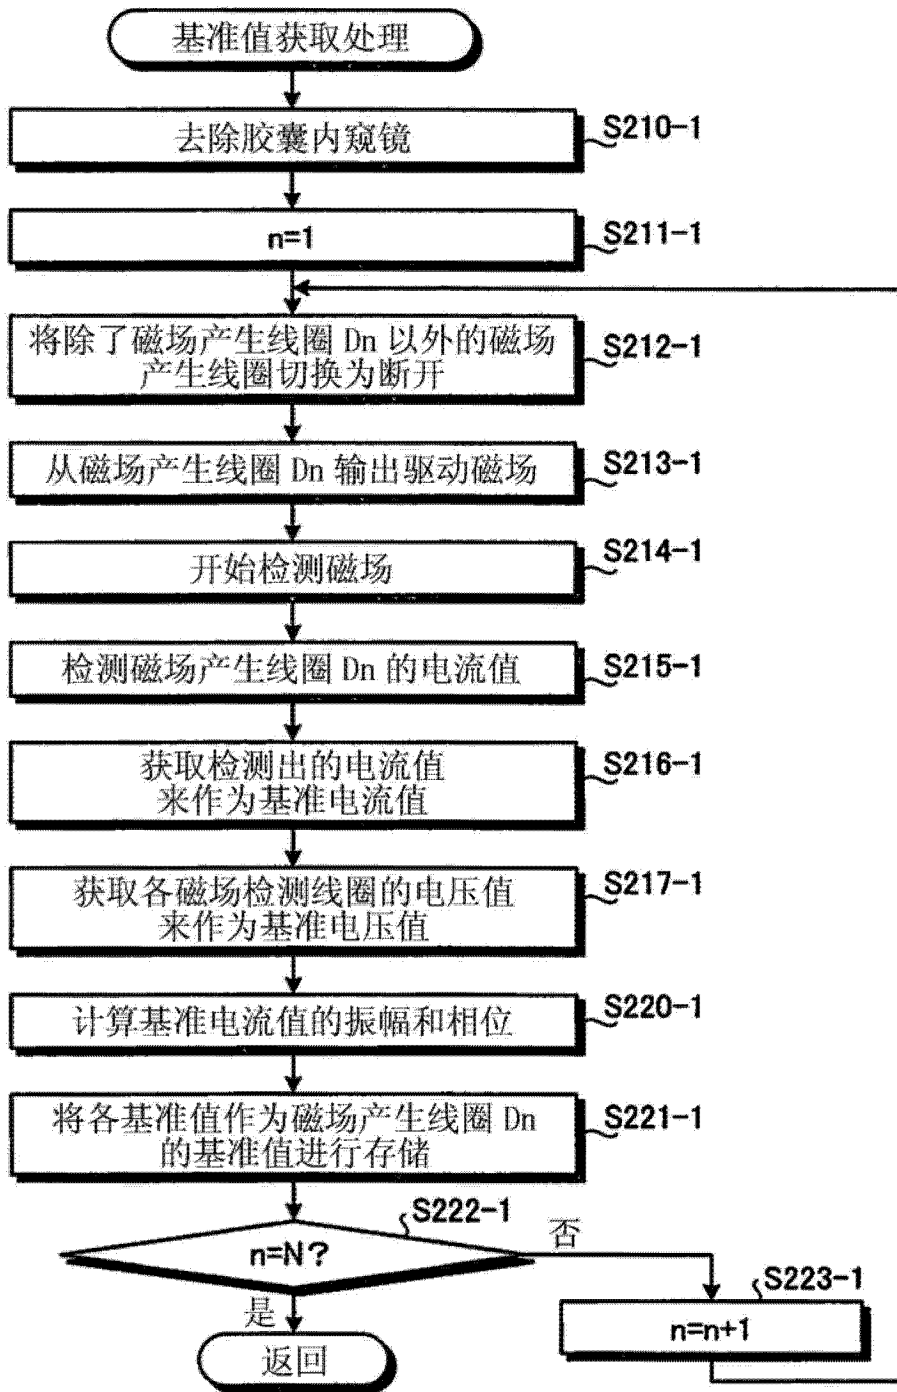 基准值获取处理
去除胶囊内窥镜
S210-1
n=1
S211-1
将除了磁场产生线圈 Dn 以外的磁场
产生线圈切换为断开
S212-1
从磁场产生线圈 Dn 输出驱动磁场
S213-1
开始检测磁场
S214-1
检测磁场产生线圈 Dn 的电流值
S215-1
获取检测出的电流值
来作为基准电流值
S216-1
获取各磁场检测线圈的电压值
来作为基准电压值
S217-1
计算基准电流值的振幅和相位
S220-1
将各基准值作为磁场产生线圈 Dn
的基准值进行存储
S221-1
n=N?
S222-1
否
是
S223-1
n=n+1
返回